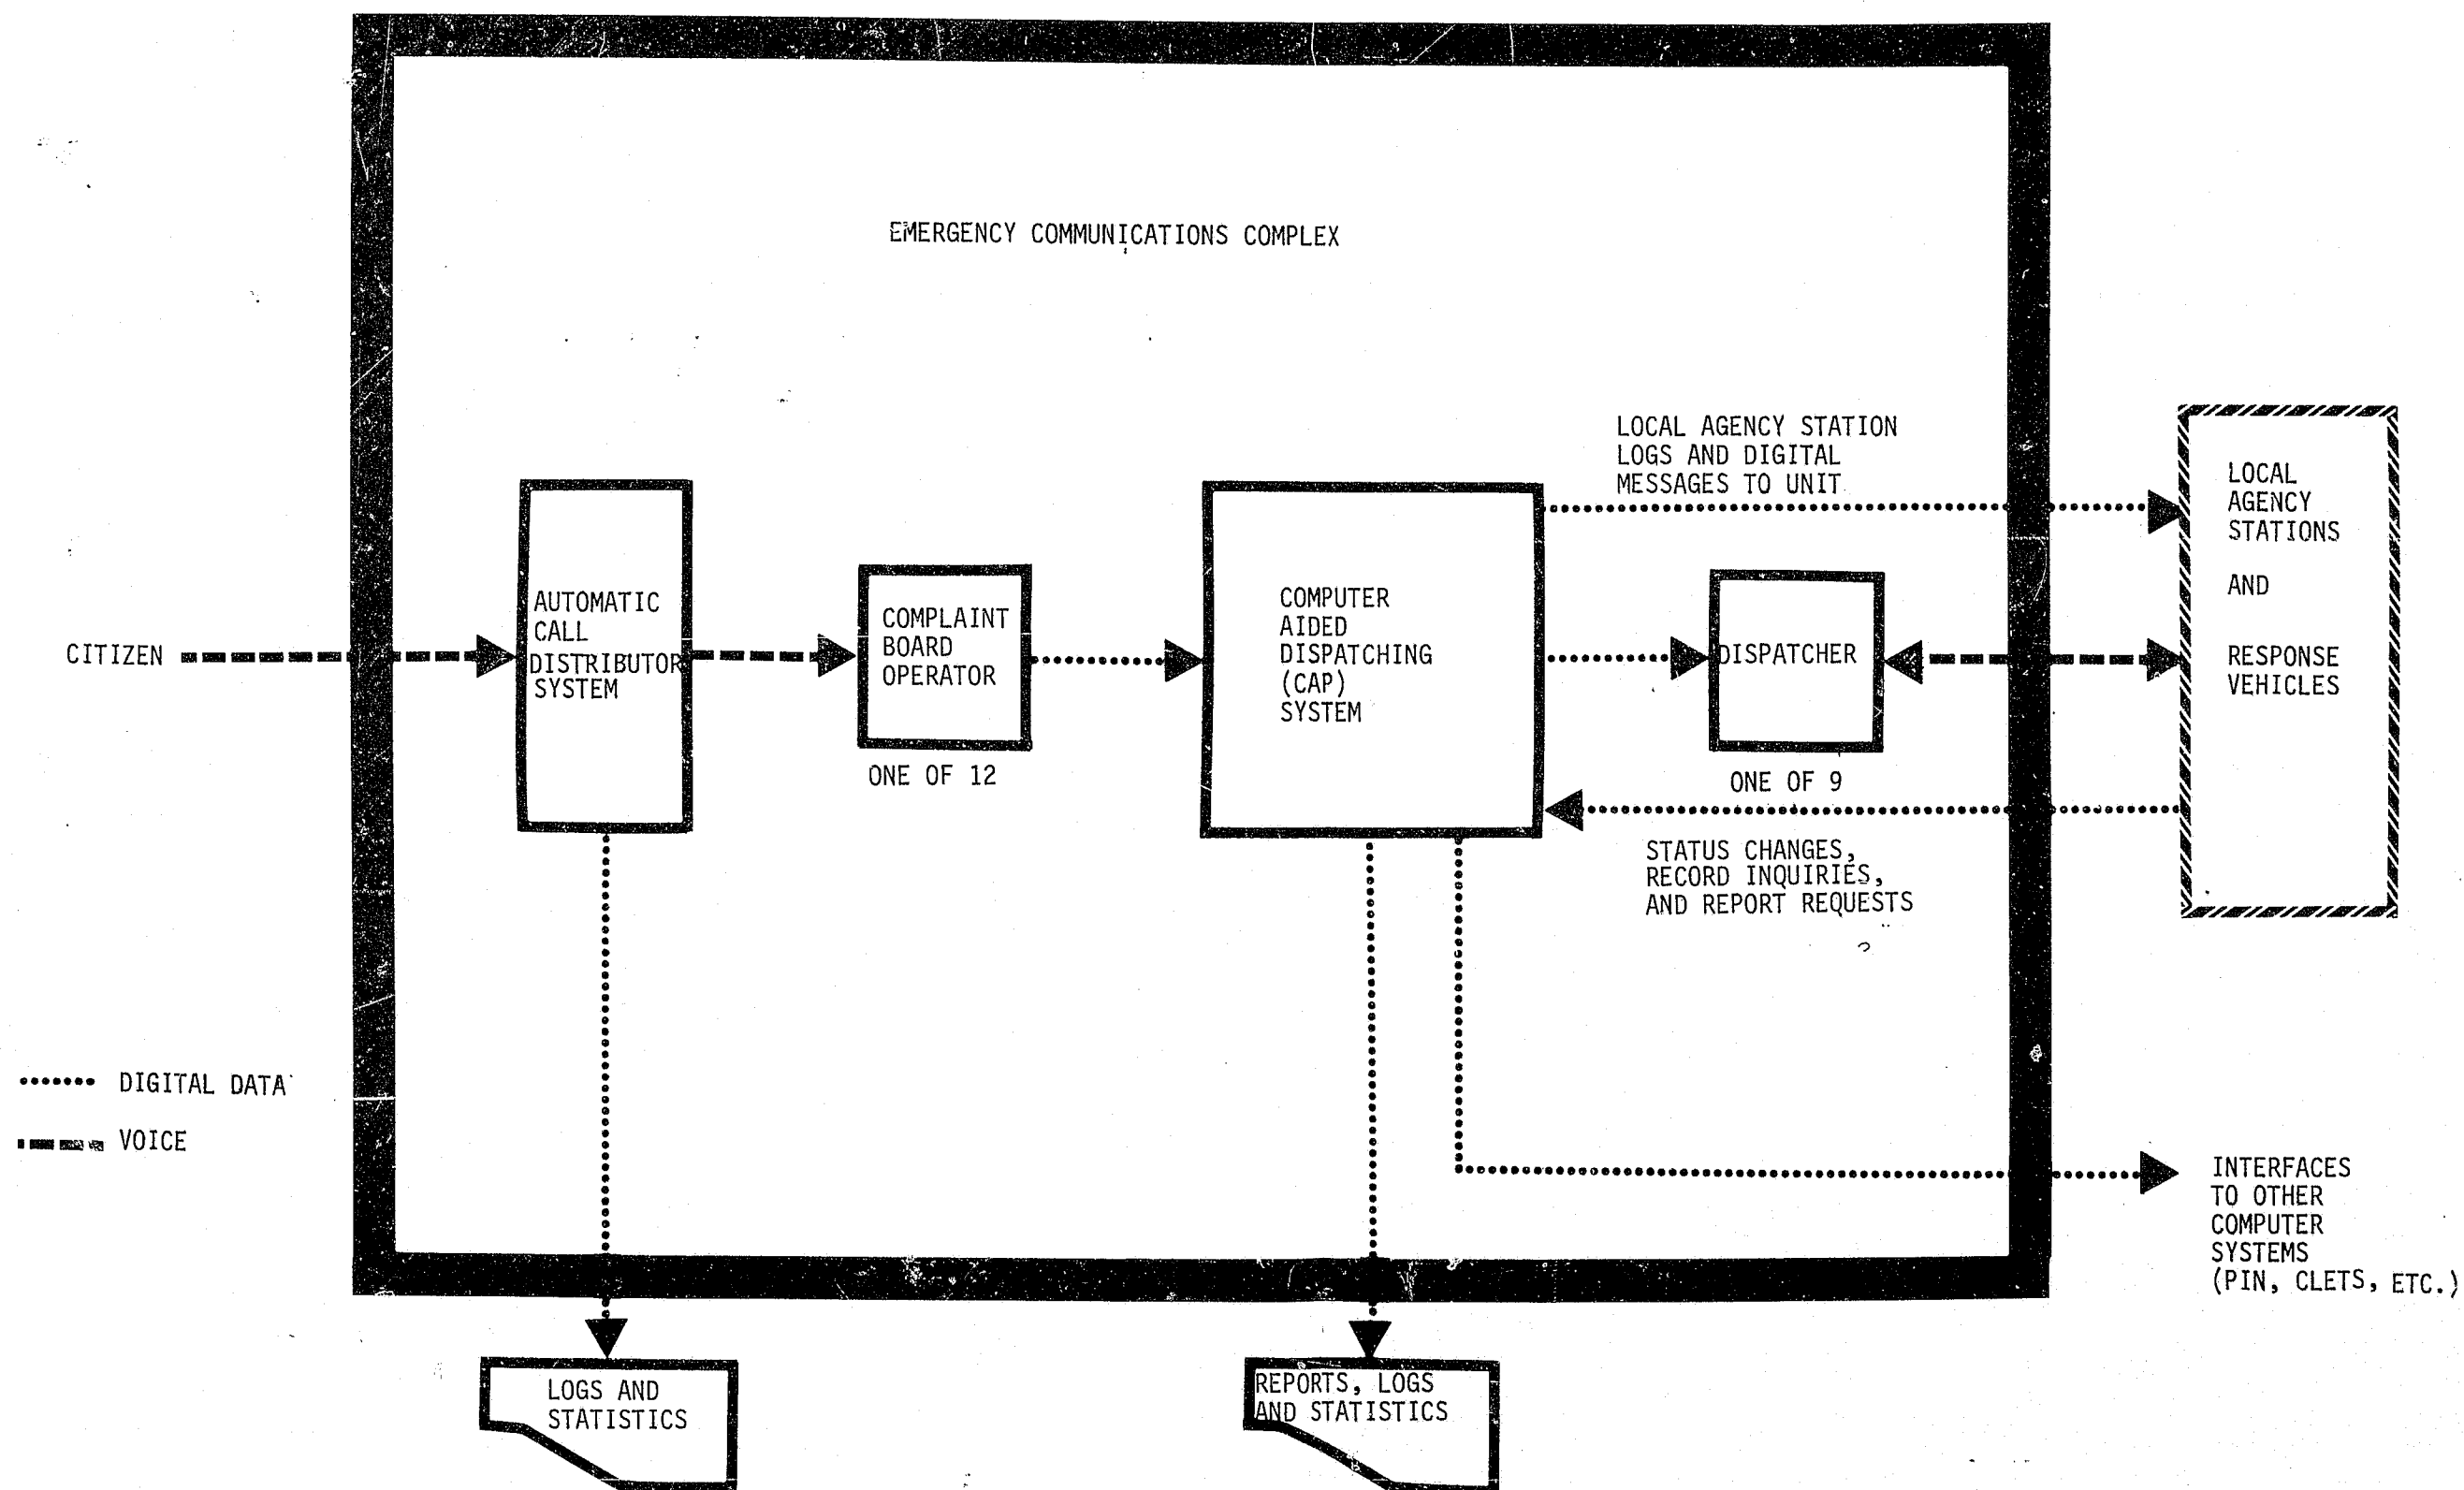 EMERGENCY COMMUNICATIONS COMPLEX
CITIZEN
AUTOMATIC
CALL
DISTRIBUTOR
SYSTEM
COMPLAINT
BOARD
OPERATOR
ONE OF 12
COMPUTER
AIDED
DISPATCHING
(CAP)
SYSTEM
LOCAL AGENCY STATION
LOGS AND DIGITAL
MESSAGES TO UNIT
DISPATCHER
ONE OF 9
STATUS CHANGES,
RECORD INQUIRIES,
AND REPORT REQUESTS
LOCAL
AGENCY
STATIONS
AND
RESPONSE
VEHICLES
DIGITAL DATA
VOICE
INTERFACES
TO OTHER
COMPUTER
SYSTEMS
(PIN, CLETS, ETC.)
LOGS AND
STATISTICS
REPORTS, LOGS
AND STATISTICS